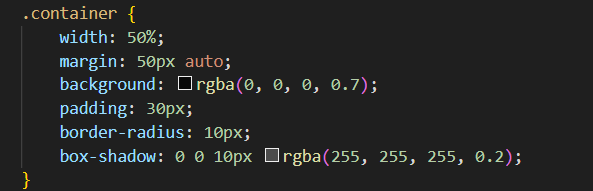 .container {
    width: 50%;
    margin: 50px auto;
    background: rgba(0, 0, 0, 0.7);
    padding: 30px;
    border-radius: 10px;
    box-shadow: 0 0 10px rgba(255, 255, 255, 0.2);
}